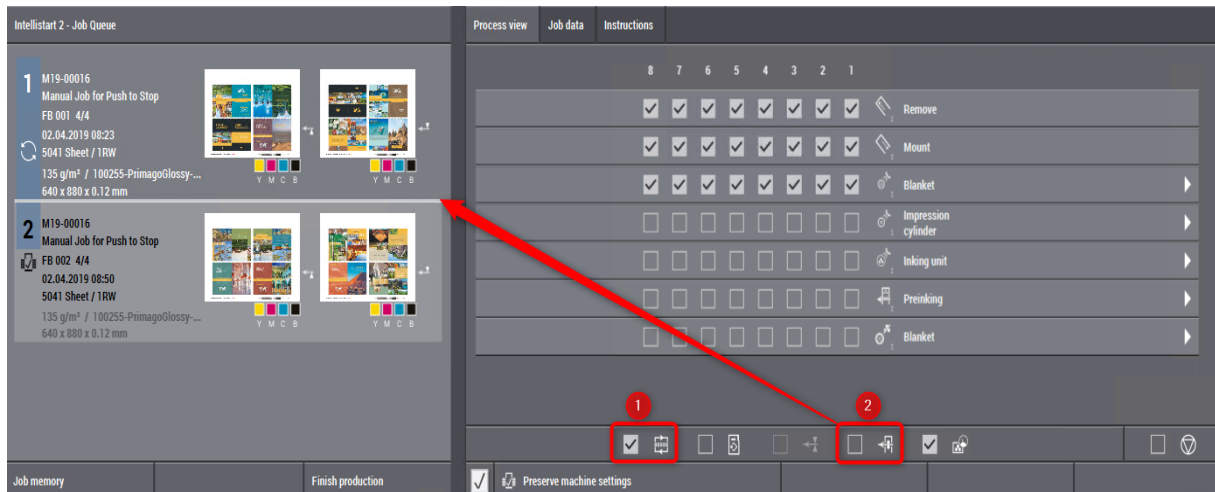 Intellistart 2 - Job Queue
1
M19-00016
Manual Job for Push to Stop
FB 001 4/4
02.04.2019 08:23
5041 Sheet / 1RW
135 g/m² / 100255-PrimagoGlossy-...
640 x 880 x 0.12 mm
Y M C B
Y M C B
2
M19-00016
Manual Job for Push to Stop
FB 002 4/4
02.04.2019 08:50
5041 Sheet / 1RW
135 g/m² / 100255-PrimagoGlossy-...
640 x 880 x 0.12 mm
Y M C B
Y M C B
Job memory
Finish production
Process view
Job data
Instructions
8 7 6 5 4 3 2 1
Remove
Mount
Blanket
Impression
cylinder
Inking unit
Preinking
Blanket
1
2
Preserve machine settings